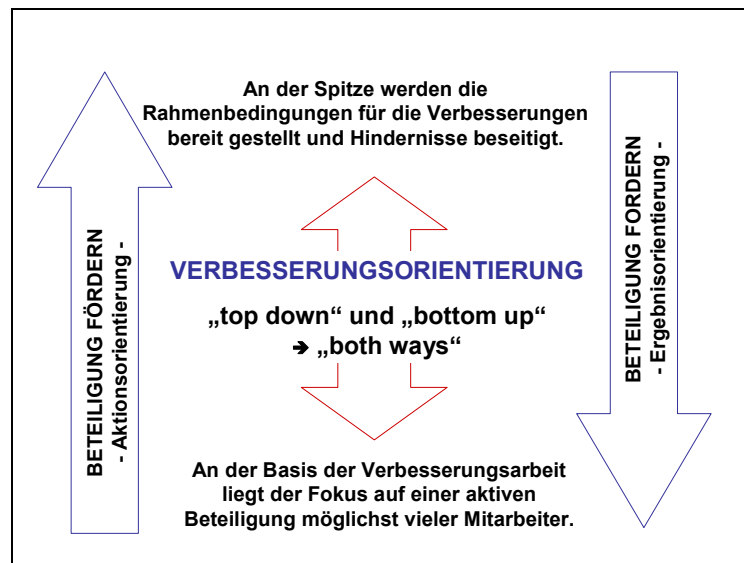 An der Spitze werden die
Rahmenbedingungen für die Verbesserungen
bereit gestellt und Hindernisse beseitigt.
BETEILIGUNG FÖRDERN
- Aktionsorientierung -
VERBESSERUNGSORIENTIERUNG
„top down“ und „bottom up“
➔ „both ways“
BETEILIGUNG FORDERN
- Ergebnisorientierung -
An der Basis der Verbesserungsarbeit
liegt der Fokus auf einer aktiven
Beteiligung möglichst vieler Mitarbeiter.